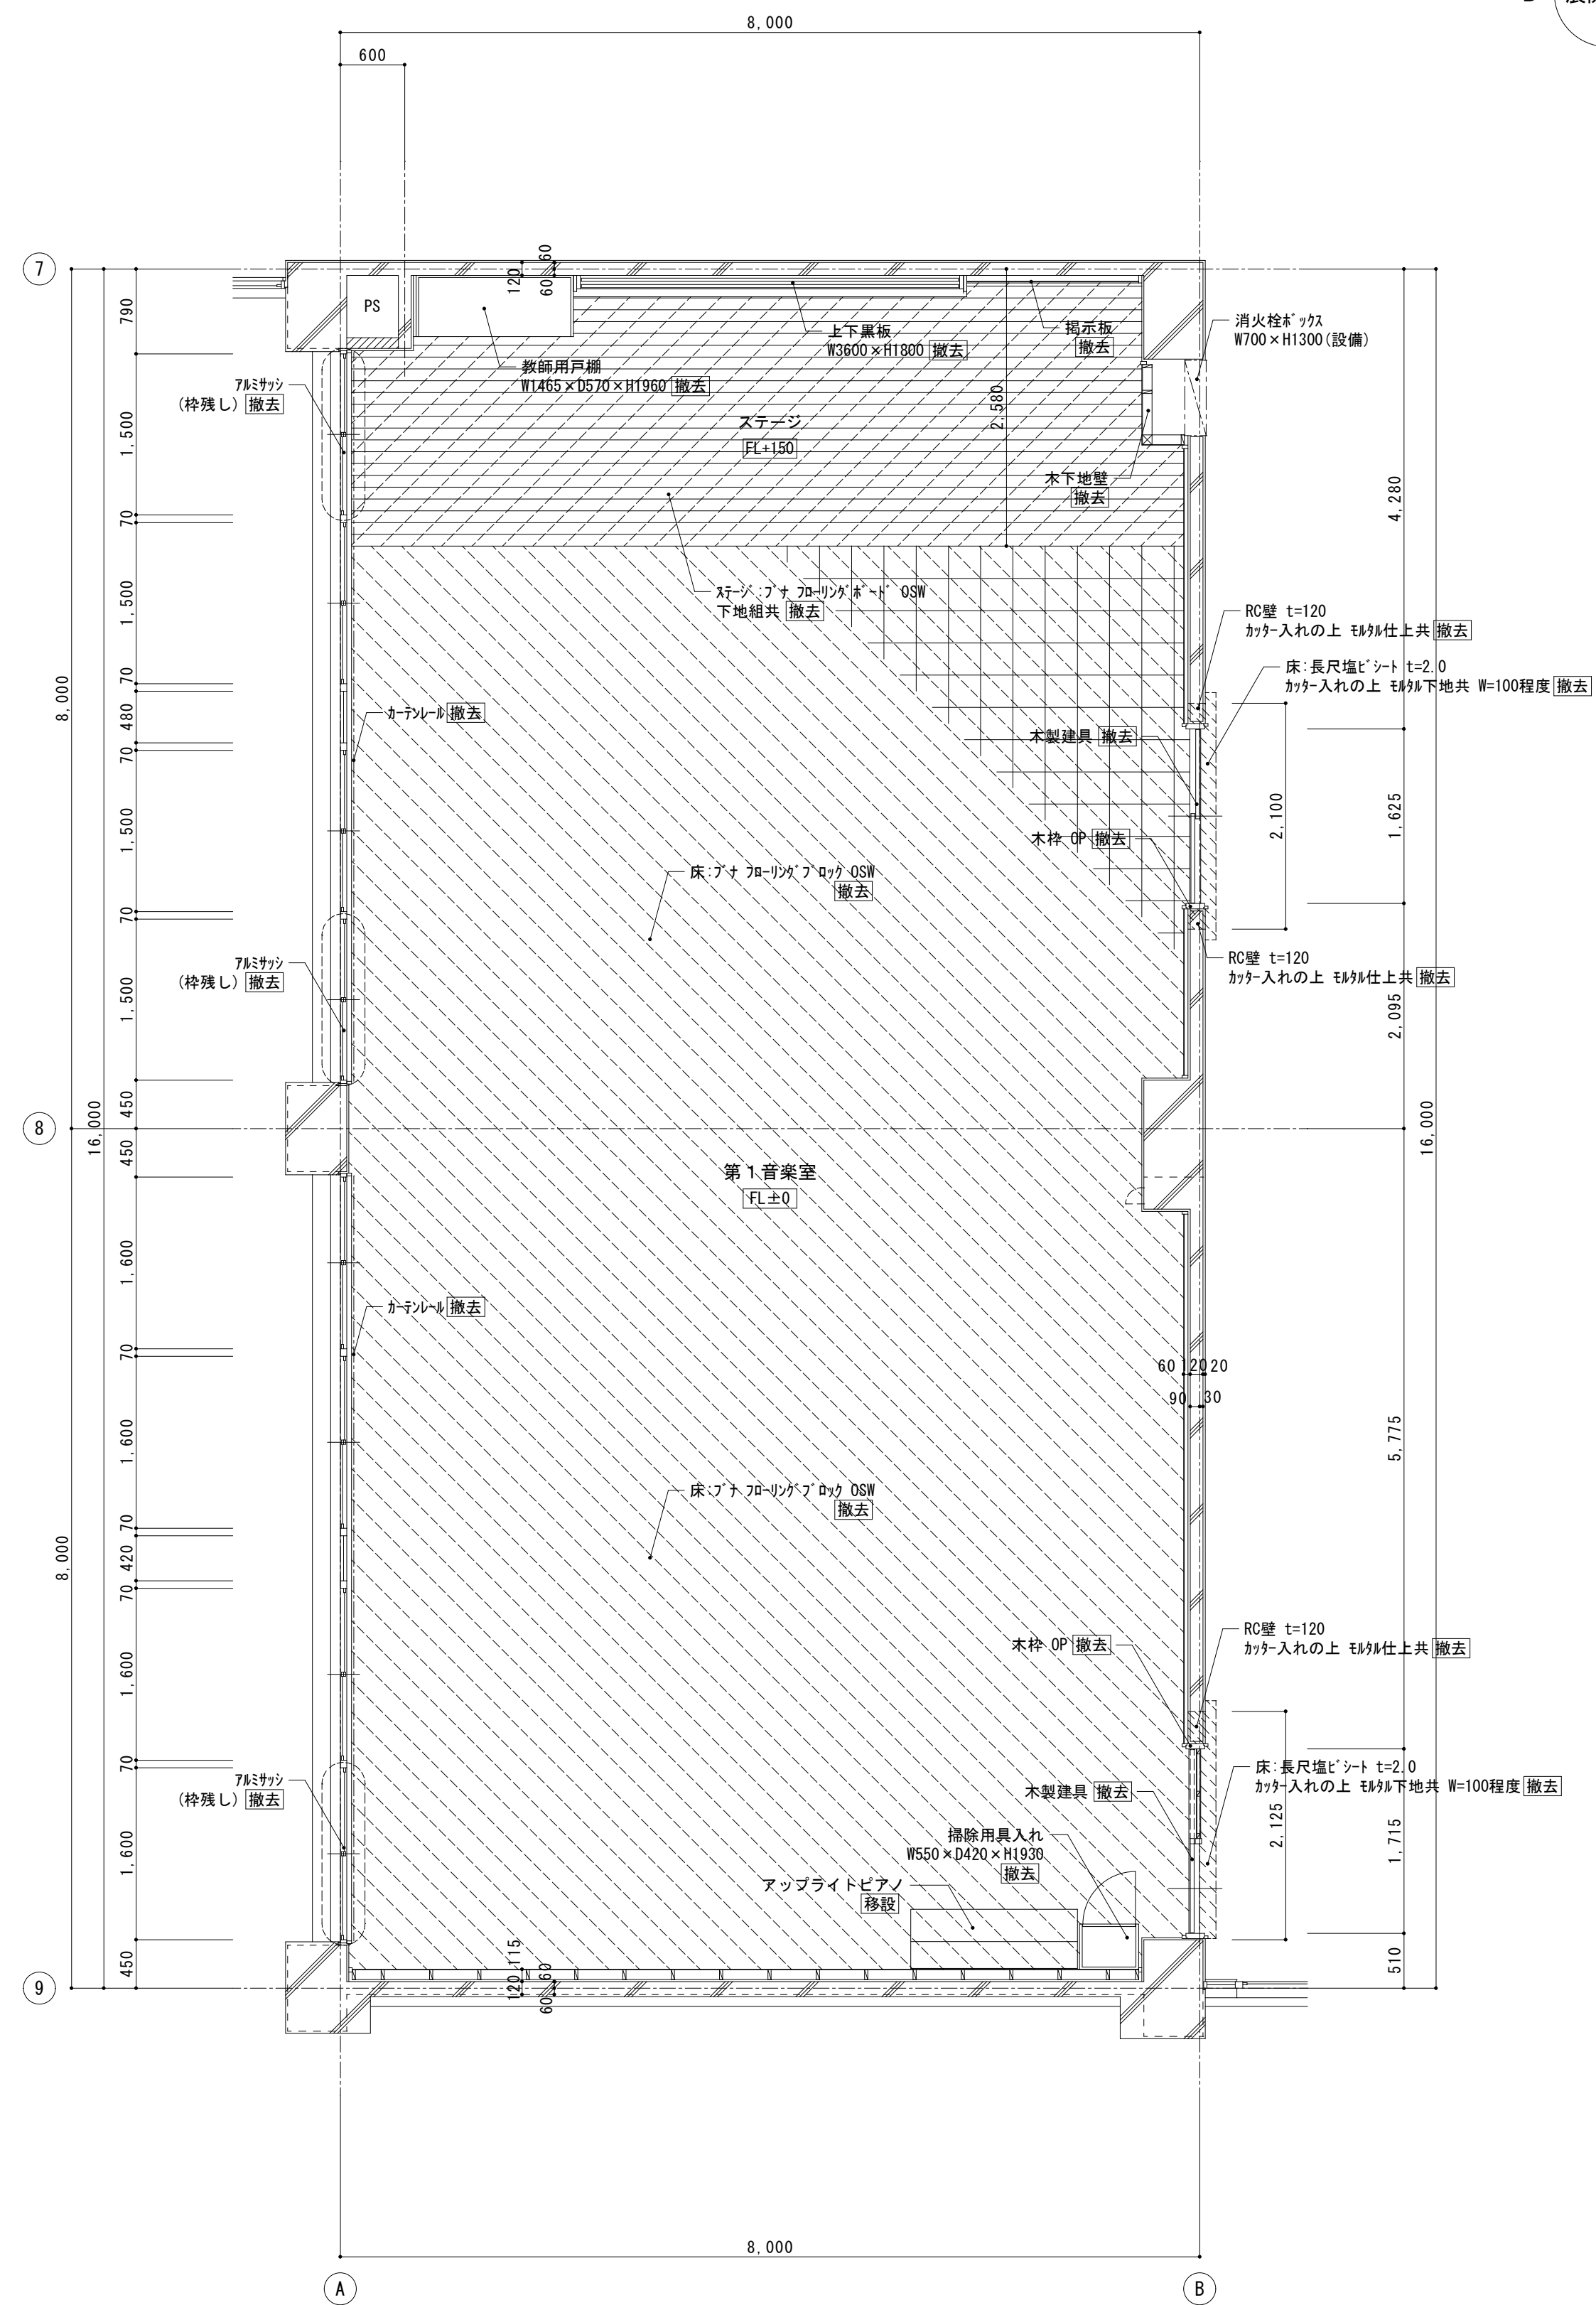 8,000
600
7
790
60
120
60
PS
上下黒板
W3600×H1800 撤去
掲示板
撤去
消火栓ボックス
W700×H1300(設備)
教師用戸棚
W1465×D570×H1960 撤去
アルミサッシ
(枠残し) 撤去
1,500
ステージ
FL+150
2,580
木下地壁
撤去
4,280
70
ステージ:ブナ フローリングボード OSW
下地組共 撤去
1,500
RC壁 t=120
カッター入れの上 モルタル仕上共 撤去
床:長尺塩ビシート t=2.0
カッター入れの上 モルタル下地共 W=100程度 撤去
8,000
70
480
70
カーテンレール 撤去
木製建具 撤去
1,500
2,100
1,625
木枠 OP 撤去
床:ブナ フローリングブロック OSW
撤去
70
アルミサッシ
(枠残し) 撤去
1,500
RC壁 t=120
カッター入れの上 モルタル仕上共 撤去
2,095
450
8
16,000
16,000
450
第1音楽室
FL±0
1,600
カーテンレール 撤去
70
60 120 20
90 30
1,600
5,775
床:ブナ フローリングブロック OSW
撤去
70
8,000
420
70
木枠 OP 撤去
RC壁 t=120
カッター入れの上 モルタル仕上共 撤去
1,600
70
アルミサッシ
(枠残し) 撤去
木製建具 撤去
床:長尺塩ビシート t=2.0
カッター入れの上 モルタル下地共 W=100程度 撤去
1,600
2,125
1,715
掃除用具入れ
W550×D420×H1930
撤去
アップライトピアノ
移設
450
115
120
60
60
510
9
8,000
A
B